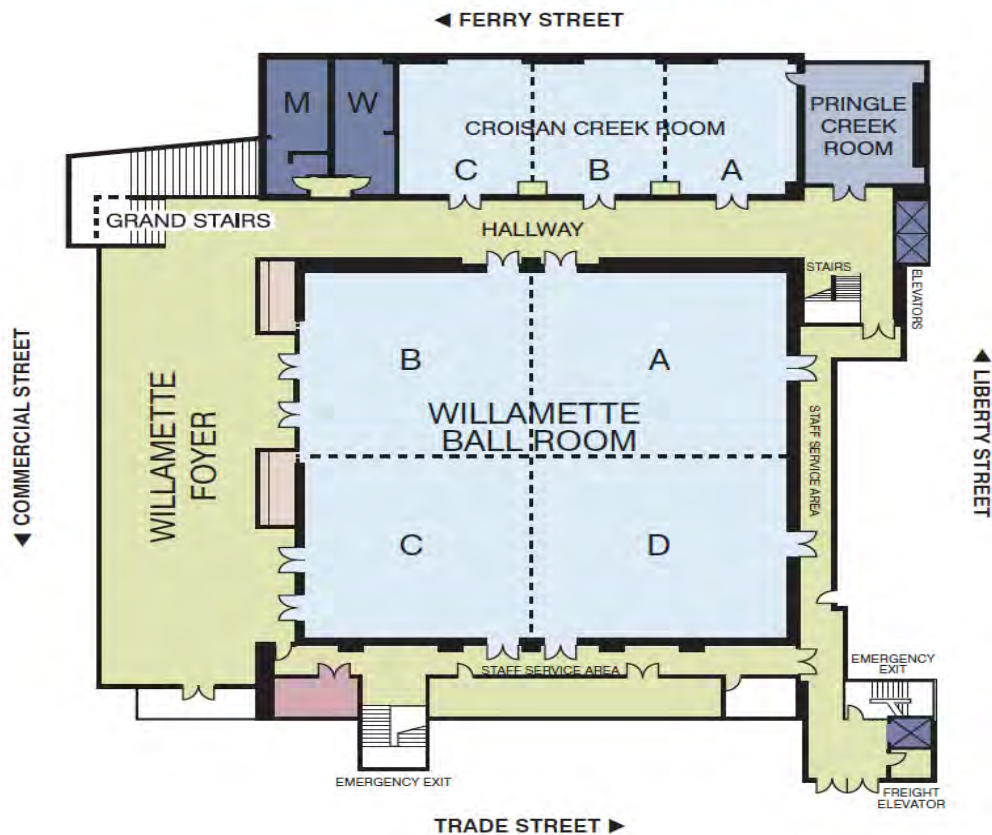 ◄ FERRY STREET
M
W
CROISAN CREEK ROOM
C
B
A
PRINGLE
CREEK
ROOM
GRAND STAIRS
HALLWAY
STAIRS
ELEVATORS
◄ COMMERCIAL STREET
WILLAMETTE
FOYER
B
A
WILLAMETTE
BALL ROOM
C
D
STAFF SERVICE AREA
◄ LIBERTY STREET
STAFF SERVICE AREA
EMERGENCY
EXIT
EMERGENCY EXIT
FREIGHT
ELEVATOR
TRADE STREET ►